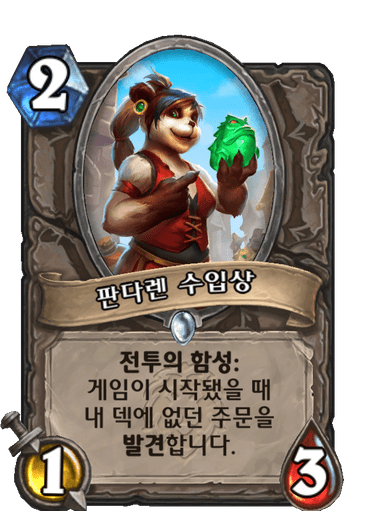 2
판다렌 수입상
전투의 함성:
게임이 시작됐을 때
내 덱에 없던 주문을
발견합니다.
1
3